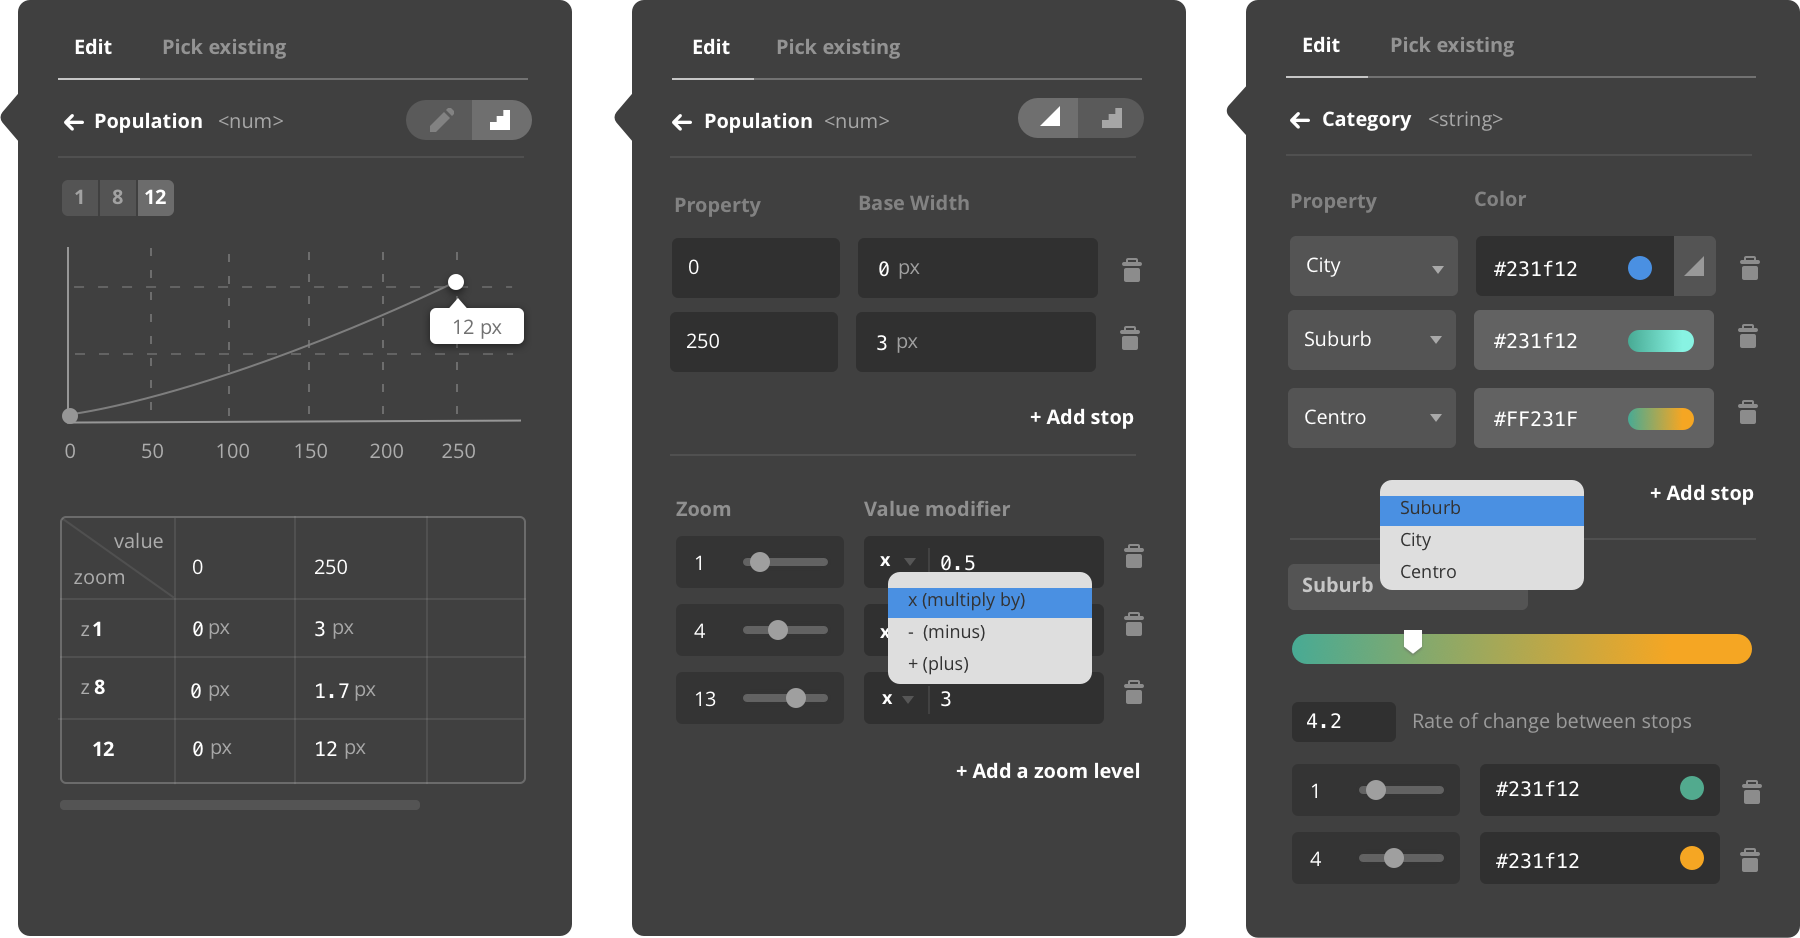 Edit Pick existing
Population <num>
1 8 12
12 px
0 50 100 150 200 250
value
zoom
0 250
z1 0 px 3 px
z8 0 px 1.7 px
12 0 px 12 px
Edit Pick existing
Population <num>
Property Base Width
0 0 px
250 3 px
+ Add stop
Zoom Value modifier
1 x 0.5
x (multiply by)
4 x
- (minus)
+ (plus)
13 x 3
+ Add a zoom level
Edit Pick existing
Category <string>
Property Color
City #231f12
Suburb #231f12
Centro #FF231F
+ Add stop
Suburb
City
Centro
Suburb
4.2 Rate of change between stops
1 #231f12
4 #231f12